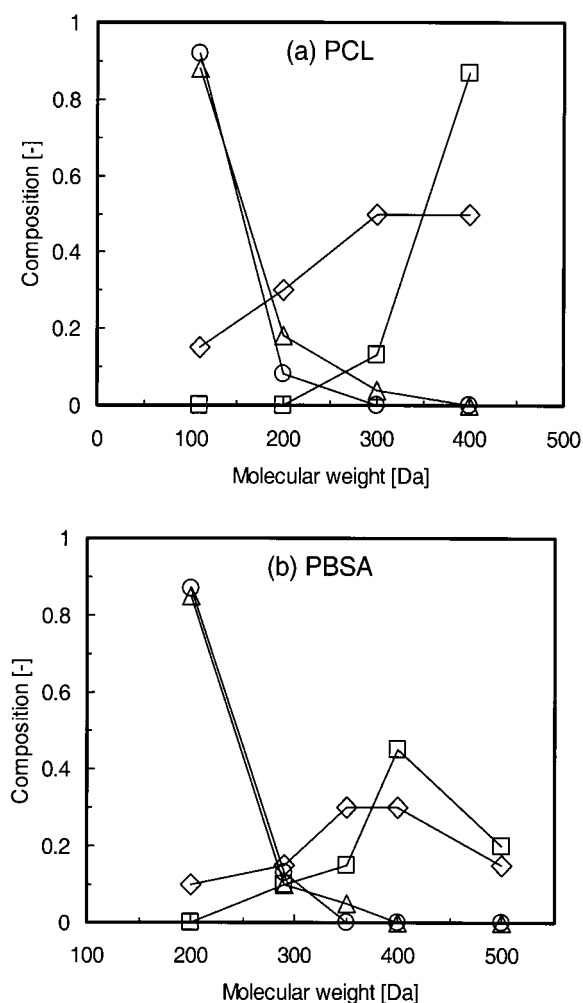 (a) PCL
1
0.8
0.6
0.4
0.2
0
Composition [-]
0 100 200 300 400 500
Molecular weight [Da]
(b) PBSA
1
0.8
0.6
0.4
0.2
0
Composition [-]
100 200 300 400 500
Molecular weight [Da]